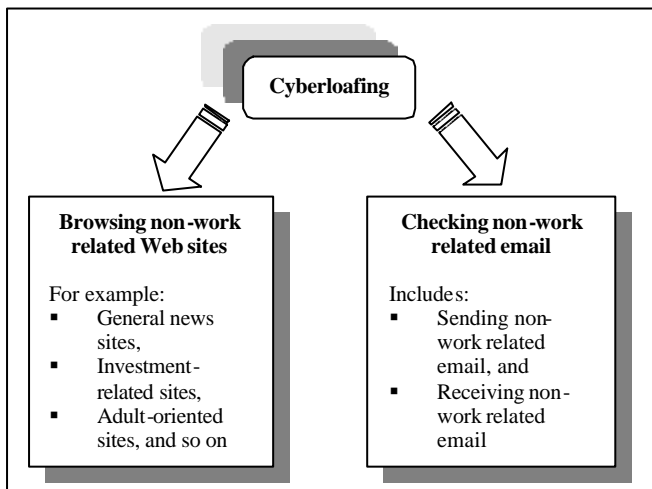 Cyberloafing
Browsing non-work
related Web sites
For example:
▪ General news
sites,
▪ Investment-
related sites,
▪ Adult-oriented
sites, and so on
Checking non-work
related email
Includes:
▪ Sending non-
work related
email, and
▪ Receiving non-
work related
email